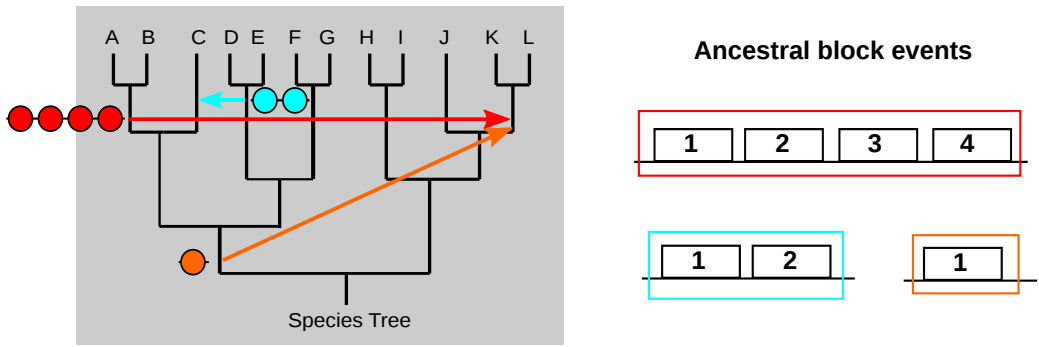 A B C D E F G H I J K L
Ancestral block events
1 2 3 4
1 2
1
Species Tree